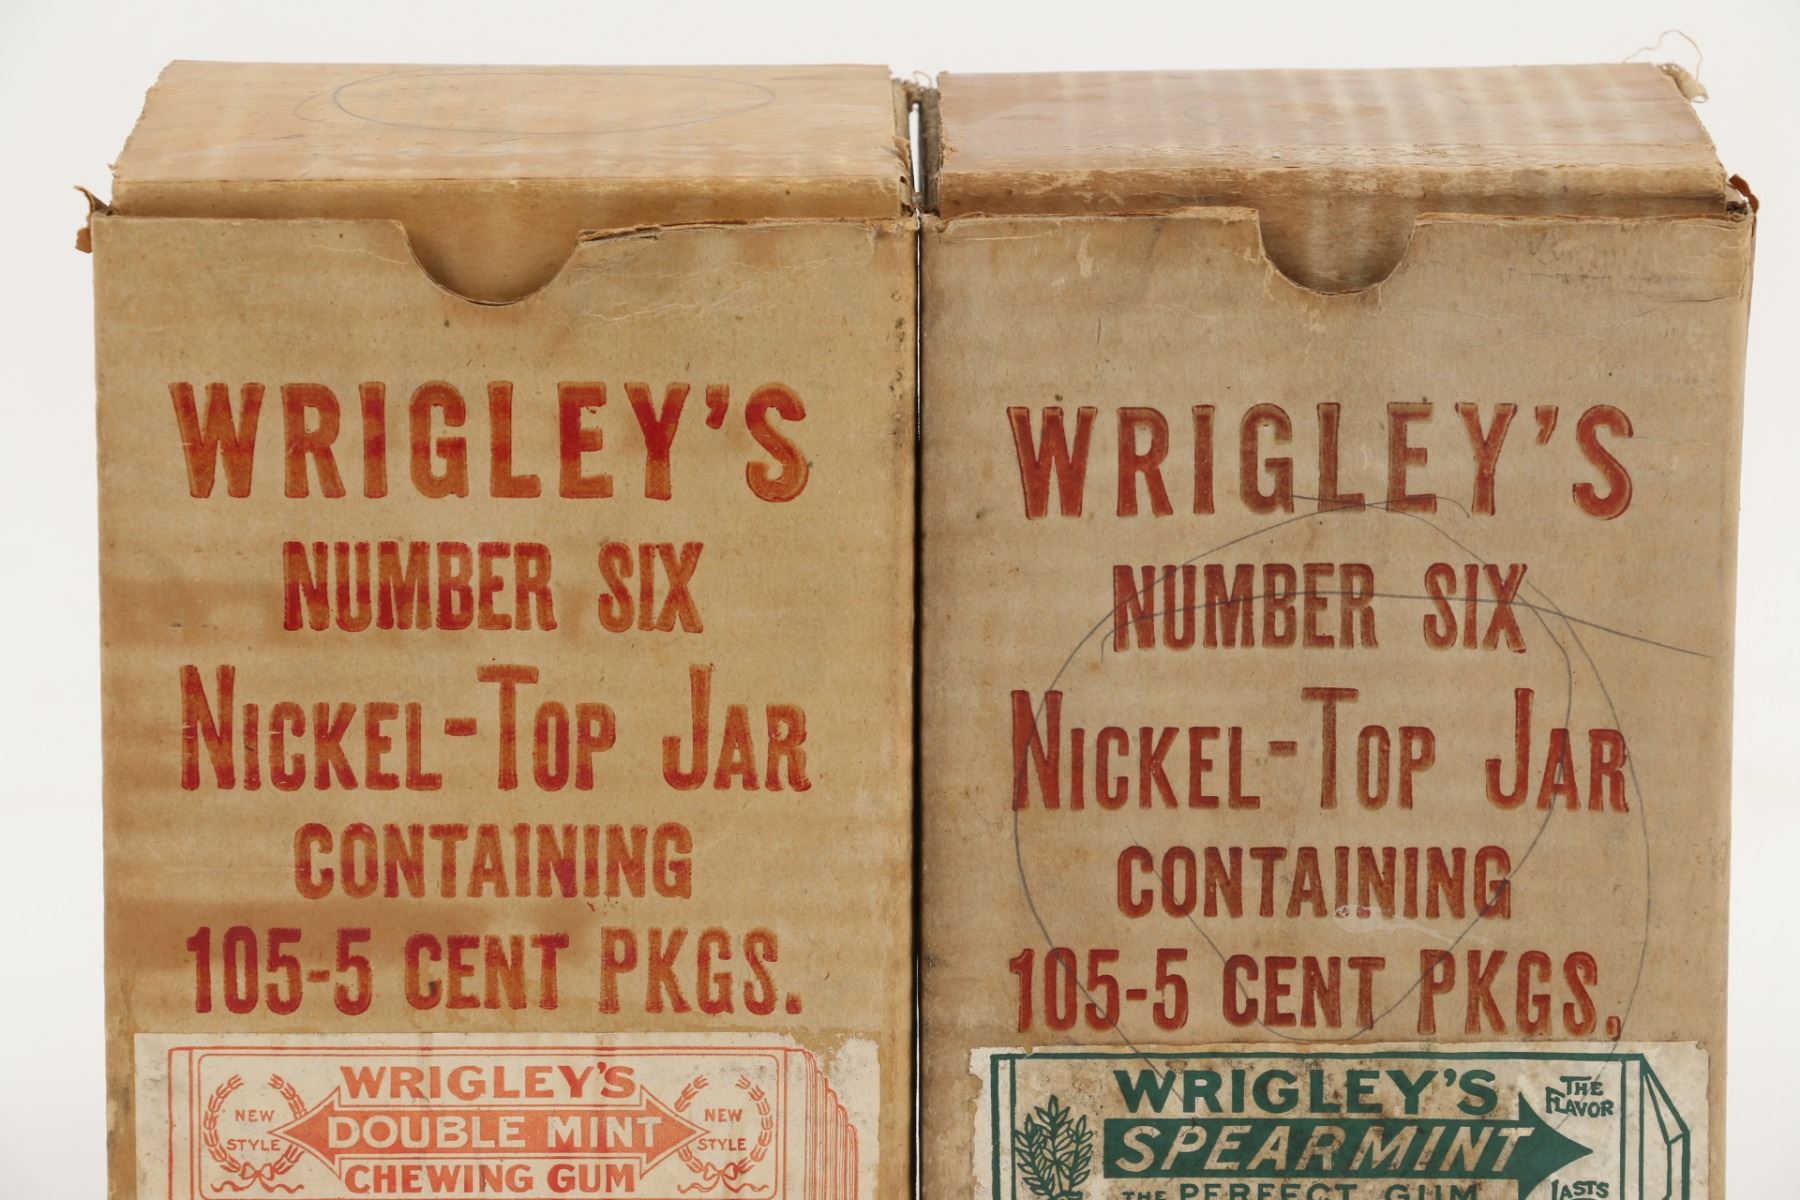 WRIGLEY'S
NUMBER SIX
NICKEL-TOP JAR
CONTAINING
105-5 CENT PKGS.
WRIGLEY'S
NEW STYLE
DOUBLE MINT
NEW STYLE
CHEWING GUM
WRIGLEY'S
NUMBER SIX
NICKEL-TOP JAR
CONTAINING
105-5 CENT PKGS.
WRIGLEY'S
THE
FLAVOR
SPEARMINT
LASTS
THE PERFECT GUM